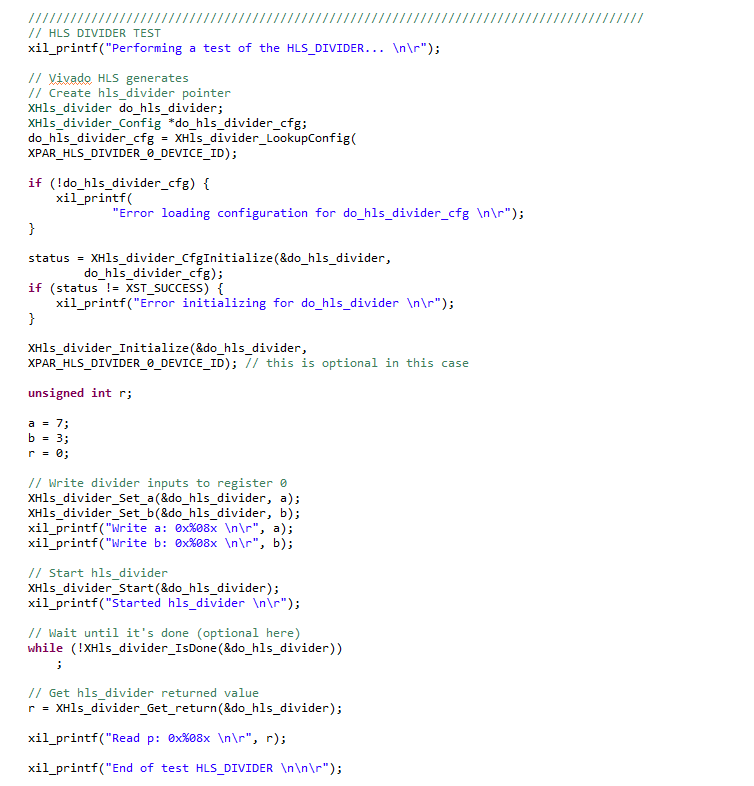 ////////////////////////////////////////////////////////////////////////////////////////
// HLS DIVIDER TEST
xil_printf("Performing a test of the HLS_DIVIDER... \n\r");
// Vivado HLS generates
// Create hls_divider pointer
XHls_divider do_hls_divider;
XHls_divider_Config *do_hls_divider_cfg;
do_hls_divider_cfg = XHls_divider_LookupConfig(
XPAR_HLS_DIVIDER_0_DEVICE_ID);
if (!do_hls_divider_cfg) {
    xil_printf(
            "Error loading configuration for do_hls_divider_cfg \n\r");
}
status = XHls_divider_CfgInitialize(&do_hls_divider,
        do_hls_divider_cfg);
if (status != XST_SUCCESS) {
    xil_printf("Error initializing for do_hls_divider \n\r");
}
XHls_divider_Initialize(&do_hls_divider,
XPAR_HLS_DIVIDER_0_DEVICE_ID); // this is optional in this case
unsigned int r;
a = 7;
b = 3;
r = 0;
// Write divider inputs to register 0
XHls_divider_Set_a(&do_hls_divider, a);
XHls_divider_Set_b(&do_hls_divider, b);
xil_printf("Write a: 0x%08x \n\r", a);
xil_printf("Write b: 0x%08x \n\r", b);
// Start hls_divider
XHls_divider_Start(&do_hls_divider);
xil_printf("Started hls_divider \n\r");
// Wait until it's done (optional here)
while (!XHls_divider_IsDone(&do_hls_divider))
    ;
// Get hls_divider returned value
r = XHls_divider_Get_return(&do_hls_divider);
xil_printf("Read p: 0x%08x \n\r", r);
xil_printf("End of test HLS_DIVIDER \n\n\r");